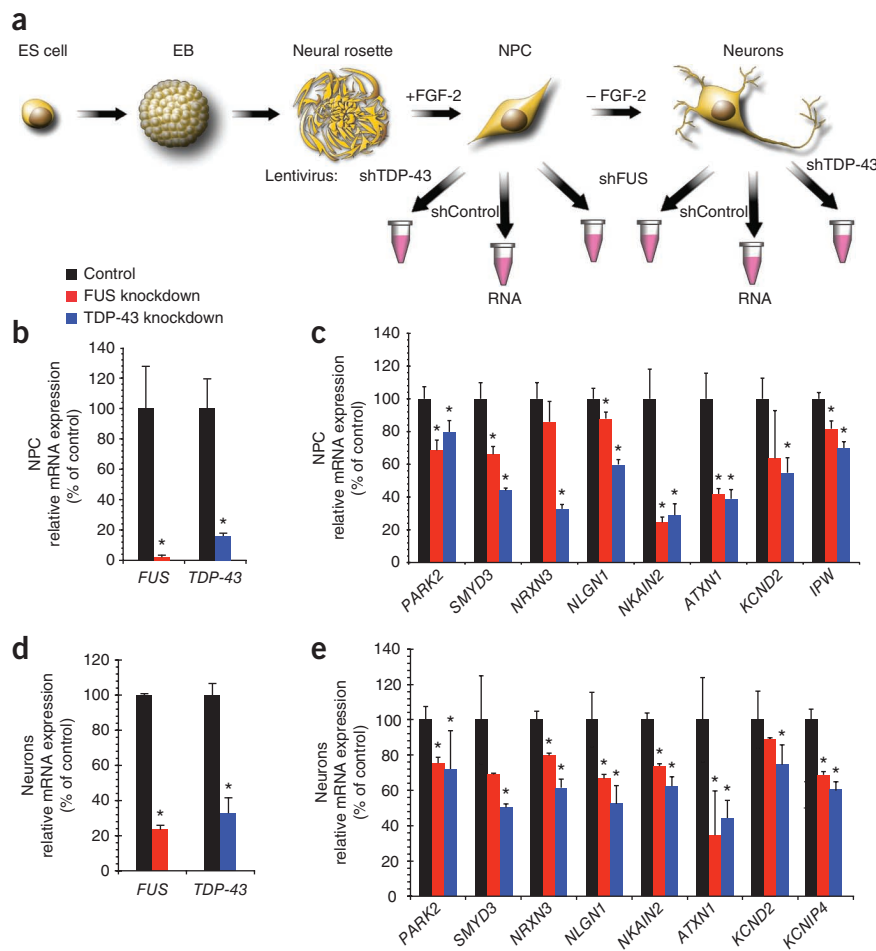 a
ES cell
EB
Neural rosette
NPC
Neurons
+FGF-2
– FGF-2
Lentivirus:
shTDP-43
shControl
shFUS
shControl
shTDP-43
RNA
RNA
Control
FUS knockdown
TDP-43 knockdown
b
NPC
relative mRNA expression
(% of control)
140
120
100
80
60
40
20
0
*
*
FUS
TDP-43
c
NPC
relative mRNA expression
(% of control)
140
120
100
80
60
40
20
0
* *
* *
*
* *
* *
* *
*
* *
PARK2
SMYD3
NRXN3
NLGN1
NKAIN2
ATXN1
KCND2
IPW
d
Neurons
relative mRNA expression
(% of control)
120
100
80
60
40
20
0
*
*
FUS
TDP-43
e
Neurons
relative mRNA expression
(% of control)
140
120
100
80
60
40
20
0
* *
*
* *
* *
* *
* *
*
* *
PARK2
SMYD3
NRXN3
NLGN1
NKAIN2
ATXN1
KCND2
KCNIP4